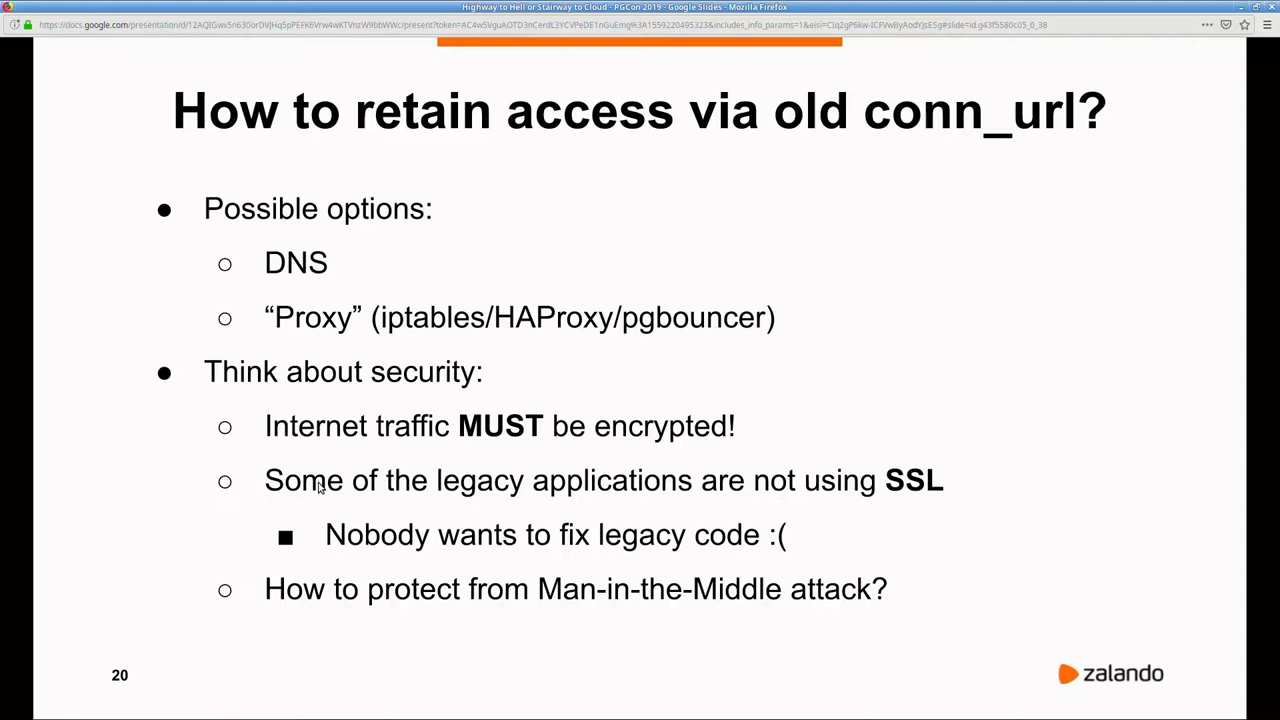 Highway to Hell or Stairway to Cloud - PGCon 2019 - Google Slides - Mozilla Firefox
How to retain access via old conn_url?
● Possible options:
○ DNS
○ “Proxy” (iptables/HAProxy/pgbouncer)
● Think about security:
○ Internet traffic MUST be encrypted!
○ Some of the legacy applications are not using SSL
■ Nobody wants to fix legacy code :(
○ How to protect from Man-in-the-Middle attack?
20
zalando